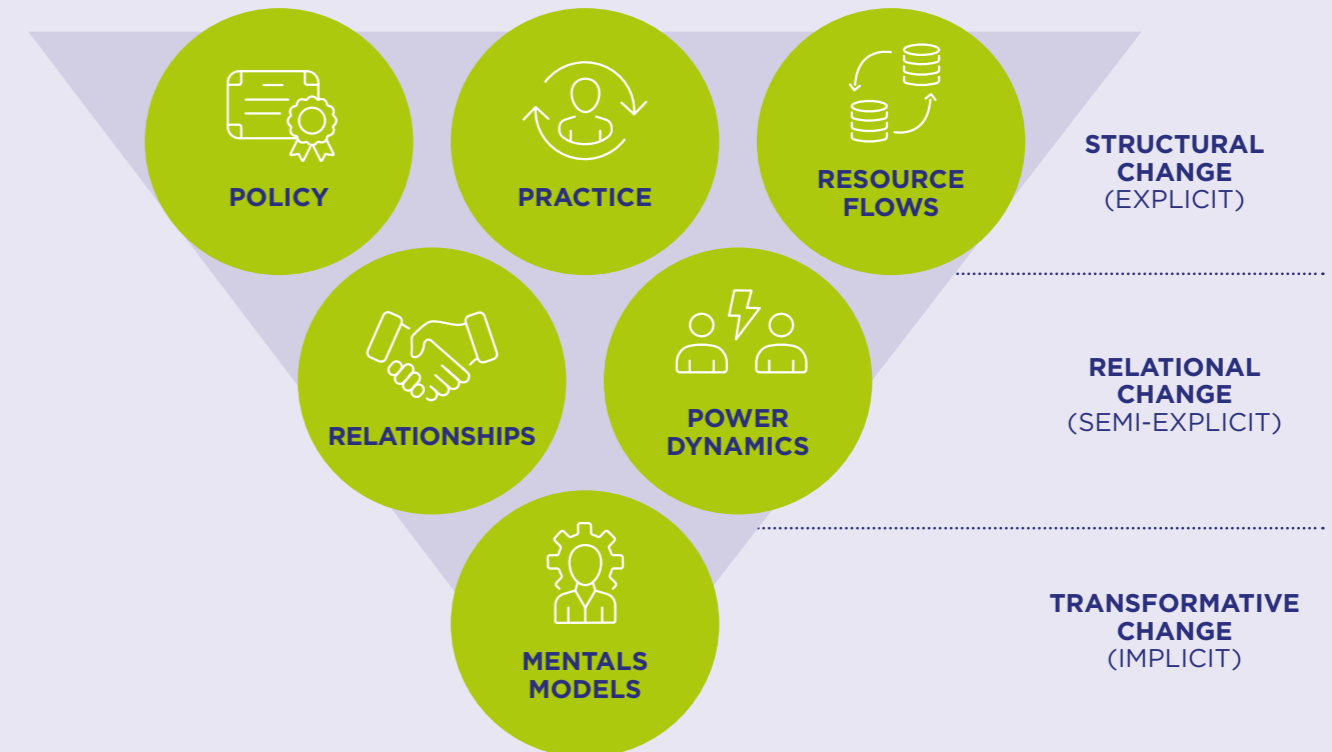 POLICY
PRACTICE
RESOURCE
FLOWS
STRUCTURAL
CHANGE
(EXPLICIT)
RELATIONSHIPS
POWER
DYNAMICS
RELATIONAL
CHANGE
(SEMI-EXPLICIT)
MENTALS
MODELS
TRANSFORMATIVE
CHANGE
(IMPLICIT)